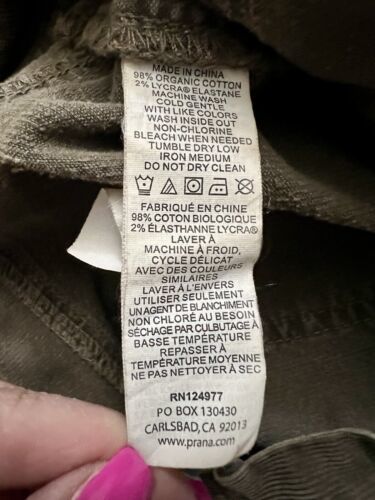 MADE IN CHINA
98% ORGANIC COTTON
2% LYCRA® ELASTANE
MACHINE WASH
COLD GENTLE
WITH LIKE COLORS
WASH INSIDE OUT
NON-CHLORINE
BLEACH WHEN NEEDED
TUMBLE DRY LOW
IRON MEDIUM
DO NOT DRY CLEAN
FABRIQUÉ EN CHINE
98% COTON BIOLOGIQUE
2% ÉLASTHANNE LYCRA®
LAVER À
MACHINE À FROID,
CYCLE DÉLICAT
AVEC DES COULEURS
SIMILAIRES
LAVER À L'ENVERS
UTILISER SEULEMENT
UN AGENT DE BLANCHIMENT
NON CHLORÉ AU BESOIN
SÉCHAGE PAR CULBUTAGE À
BASSE TEMPÉRATURE
REPASSER À
TEMPÉRATURE MOYENNE
NE PAS NETTOYER À SEC
RN124977
PO BOX 130430
CARLSBAD, CA 92013
www.prana.com